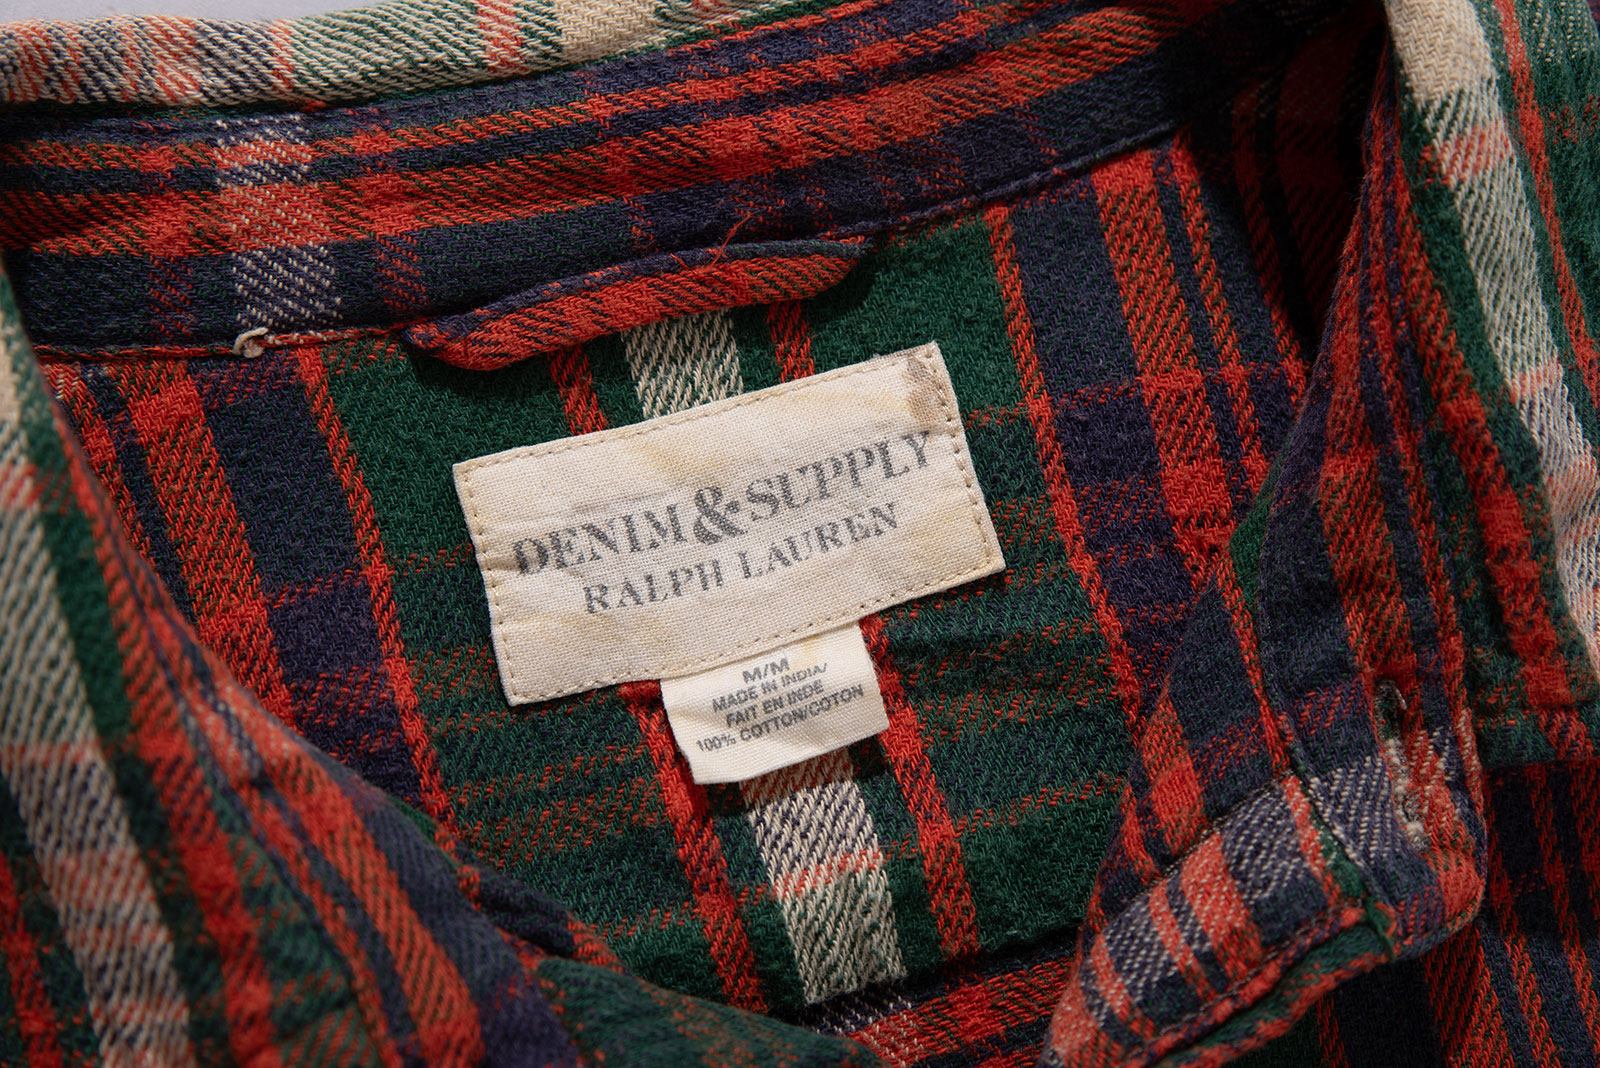 DENIM & SUPPLY
RALPH LAUREN
M/M
MADE IN INDIA/
FAIT EN INDE
100% COTTON/COTON